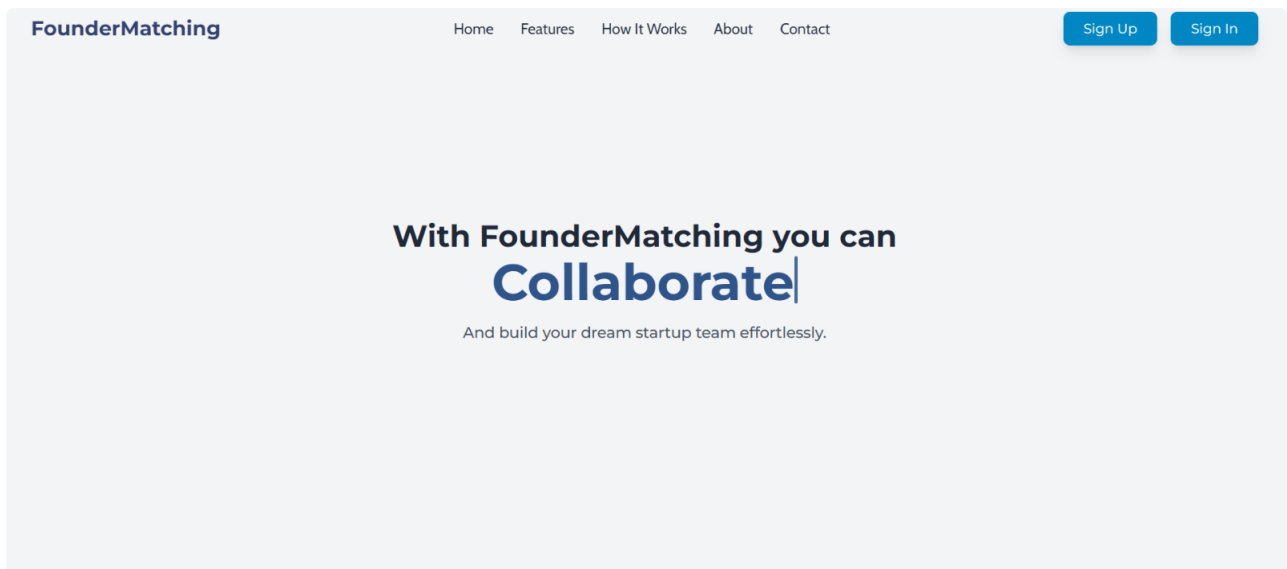 FounderMatching
Home Features How It Works About Contact
Sign Up Sign In
With FounderMatching you can
Collaborate
And build your dream startup team effortlessly.